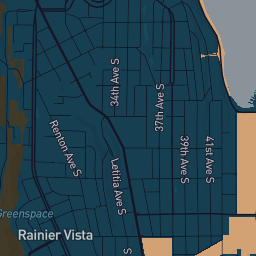 34th Ave S
37th Ave S
39th Ave S
41st Ave S
Renton Ave S
Letitia Ave S
Greenspace
Rainier Vista
S